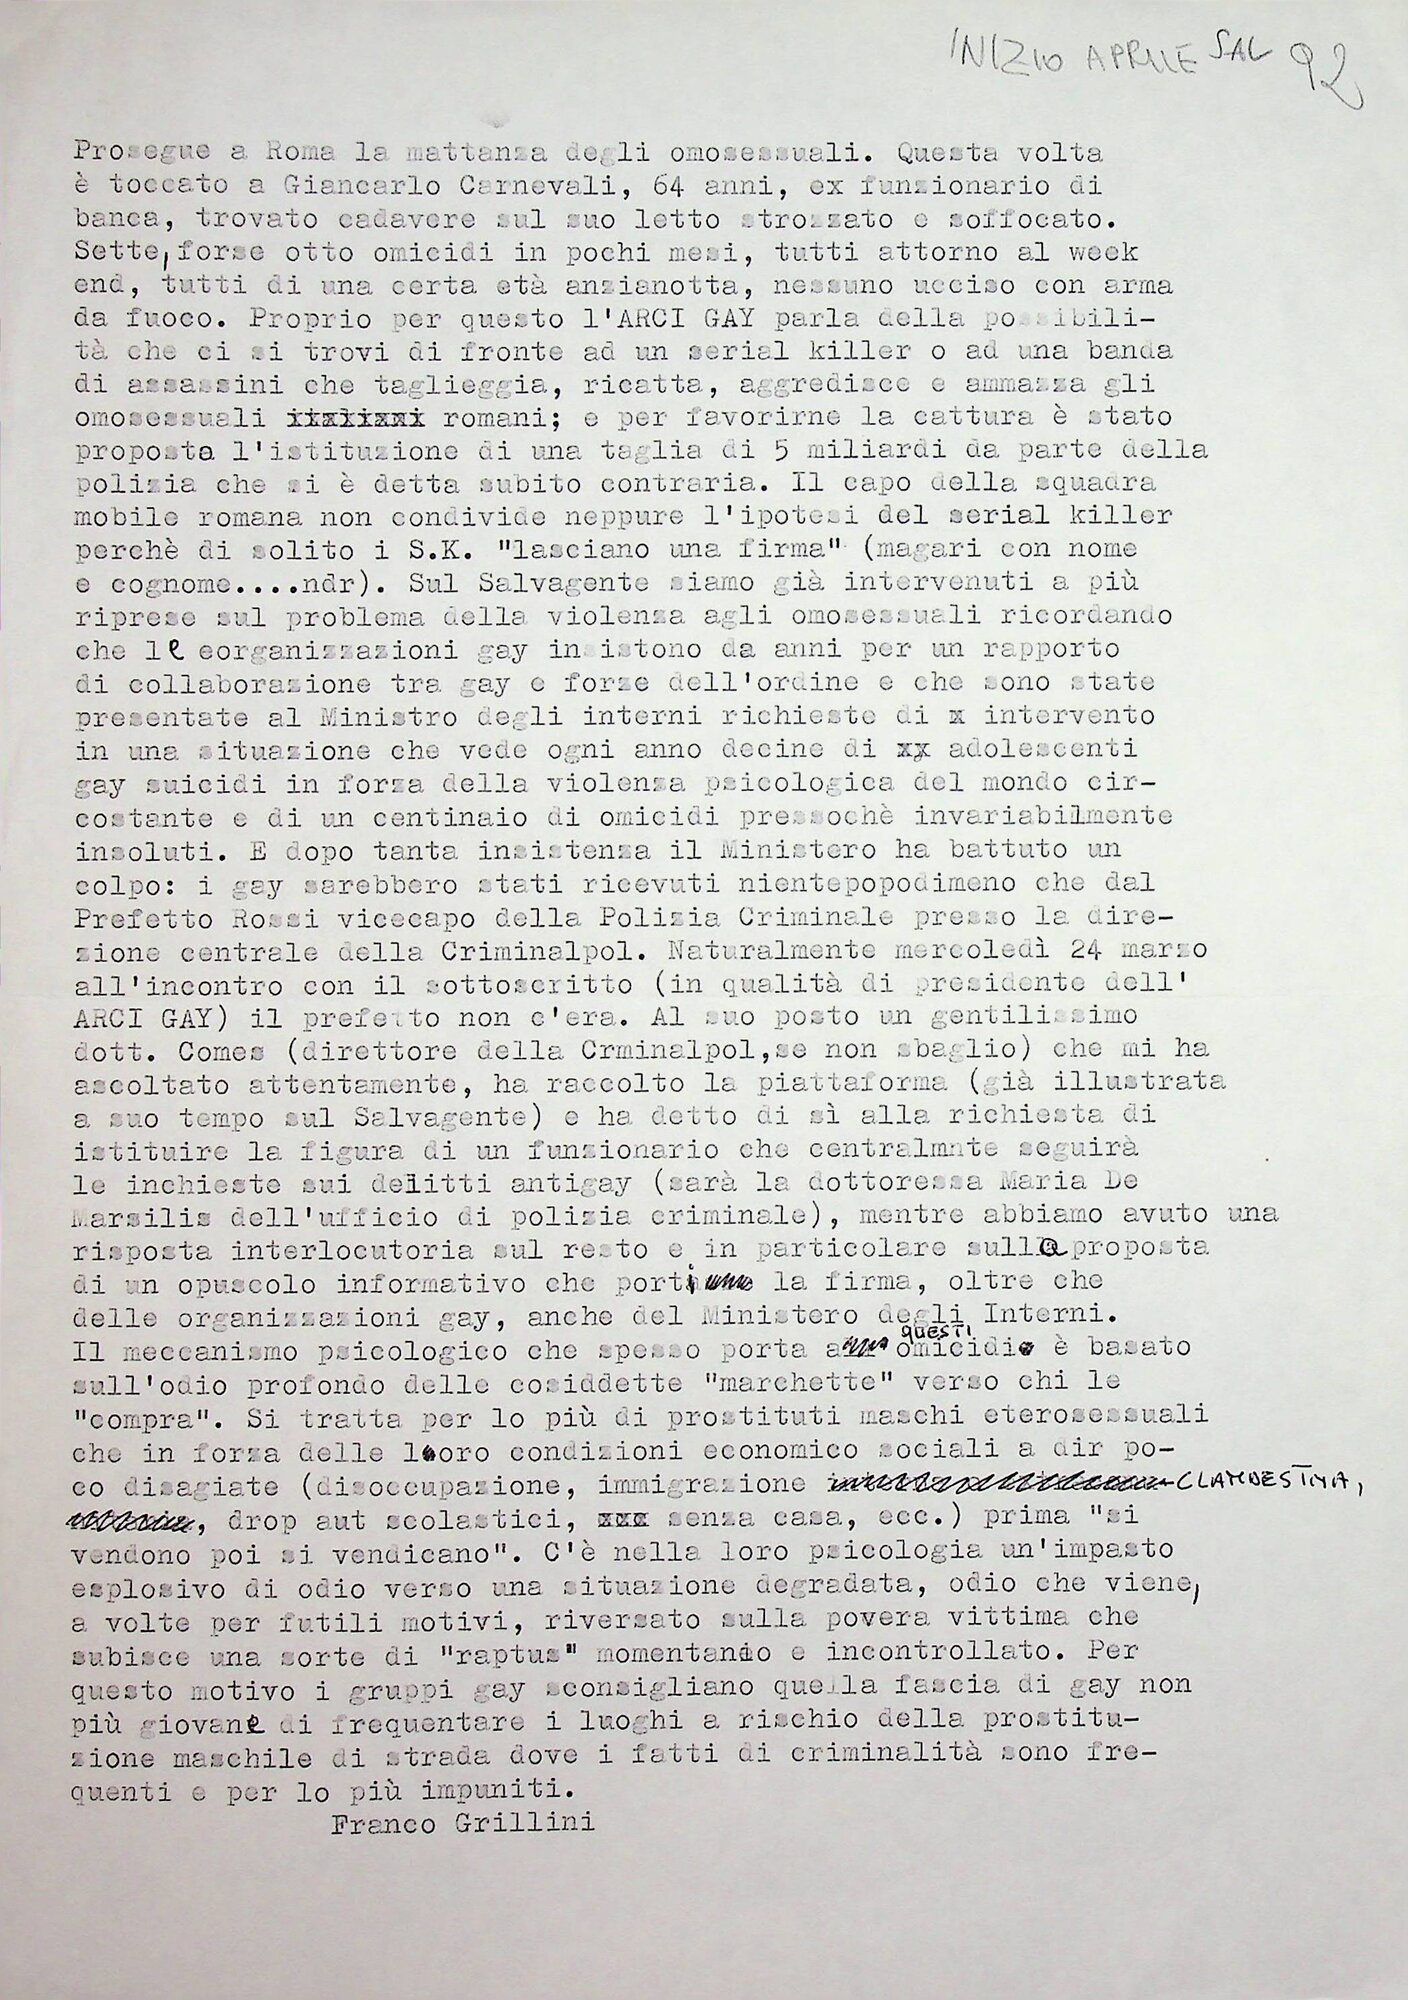 INIZIO APRILE SAL 92
Prosegue a Roma la mattanza degli omosessuali. Questa volta
è toccato a Giancarlo Carnevali, 64 anni, ex funzionario di
banca, trovato cadavere sul suo letto strozzato e soffocato.
Sette, forse otto omicidi in pochi mesi, tutti attorno al week
end, tutti di una certa età anzianotta, nessuno ucciso con arma
da fuoco. Proprio per questo l'ARCI GAY parla della possibili-
tà che ci si trovi di fronte ad un serial killer o ad una banda
di assassini che taglieggia, ricatta, aggredisce e ammazza gli
omosessuali romani; e per favorirne la cattura è stato
proposta l'istituzione di una taglia di 5 miliardi da parte della
polizia che si è detta subito contraria. Il capo della squadra
mobile romana non condivide neppure l'ipotesi del serial killer
perchè di solito i S.K. "lasciano una firma" (magari con nome
e cognome....ndr). Sul Salvagente siamo già intervenuti a più
riprese sul problema della violenza agli omosessuali ricordando
che le eorganizzazioni gay insistono da anni per un rapporto
di collaborazione tra gay e forze dell'ordine e che sono state
presentate al Ministro degli interni richieste di x intervento
in una situazione che vede ogni anno decine di xx adolescenti
gay suicidi in forza della violenza psicologica del mondo cir-
costante e di un centinaio di omicidi pressochè invariabilmente
insoluti. E dopo tanta insistenza il Ministero ha battuto un
colpo: i gay sarebbero stati ricevuti nientepopodimeno che dal
Prefetto Rossi vicecapo della Polizia Criminale presso la dire-
zione centrale della Criminalpol. Naturalmente mercoledì 24 marzo
all'incontro con il sottoscritto (in qualità di presidente dell'
ARCI GAY) il prefetto non c'era. Al suo posto un gentilissimo
dott. Comes (direttore della Crminalpol,se non sbaglio) che mi ha
ascoltato attentamente, ha raccolto la piattaforma (già illustrata
a suo tempo sul Salvagente) e ha detto di sì alla richiesta di
istituire la figura di un funzionario che centralmnte seguirà
le inchieste sui delitti antigay (sarà la dottoressa Maria De
Marsilis dell'ufficio di polizia criminale), mentre abbiamo avuto una
risposta interlocutoria sul resto e in particolare sulla proposta
di un opuscolo informativo che porti la firma, oltre che
delle organizzazioni gay, anche del Ministero degli Interni.
Il meccanismo psicologico che spesso porta a QUESTI omicidi è basato
sull'odio profondo delle cosiddette "marchette" verso chi le
"compra". Si tratta per lo più di prostituti maschi eterosessuali
che in forza delle loro condizioni economico sociali a dir po-
co disagiate (disoccupazione, immigrazione CLANDESTINA,
, drop aut scolastici, xxx senza casa, ecc.) prima "si
vendono poi si vendicano". C'è nella loro psicologia un'impasto
esplosivo di odio verso una situazione degradata, odio che viene,
a volte per futili motivi, riversato sulla povera vittima che
subisce una sorte di "raptus" momentaneo e incontrollato. Per
questo motivo i gruppi gay sconsigliano quella fascia di gay non
più giovane di frequentare i luoghi a rischio della prostitu-
zione maschile di strada dove i fatti di criminalità sono fre-
quenti e per lo più impuniti.
Franco Grillini